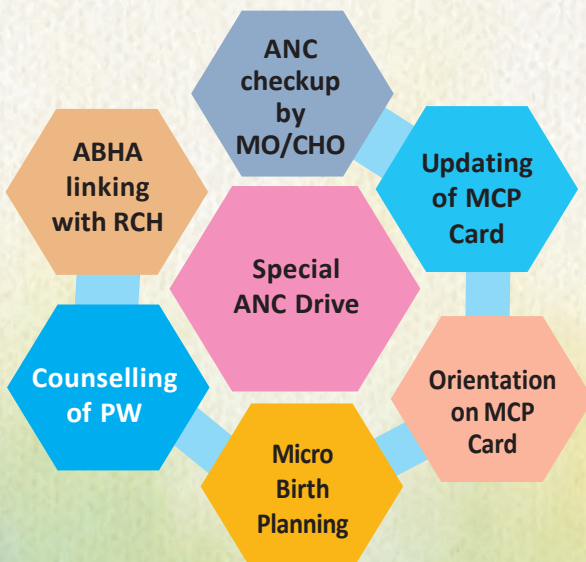 ANC
checkup
by
MO/CHO
Updating
of MCP
Card
Orientation
on MCP
Card
Micro
Birth
Planning
Counselling
of PW
ABHA
linking
with RCH
Special
ANC Drive